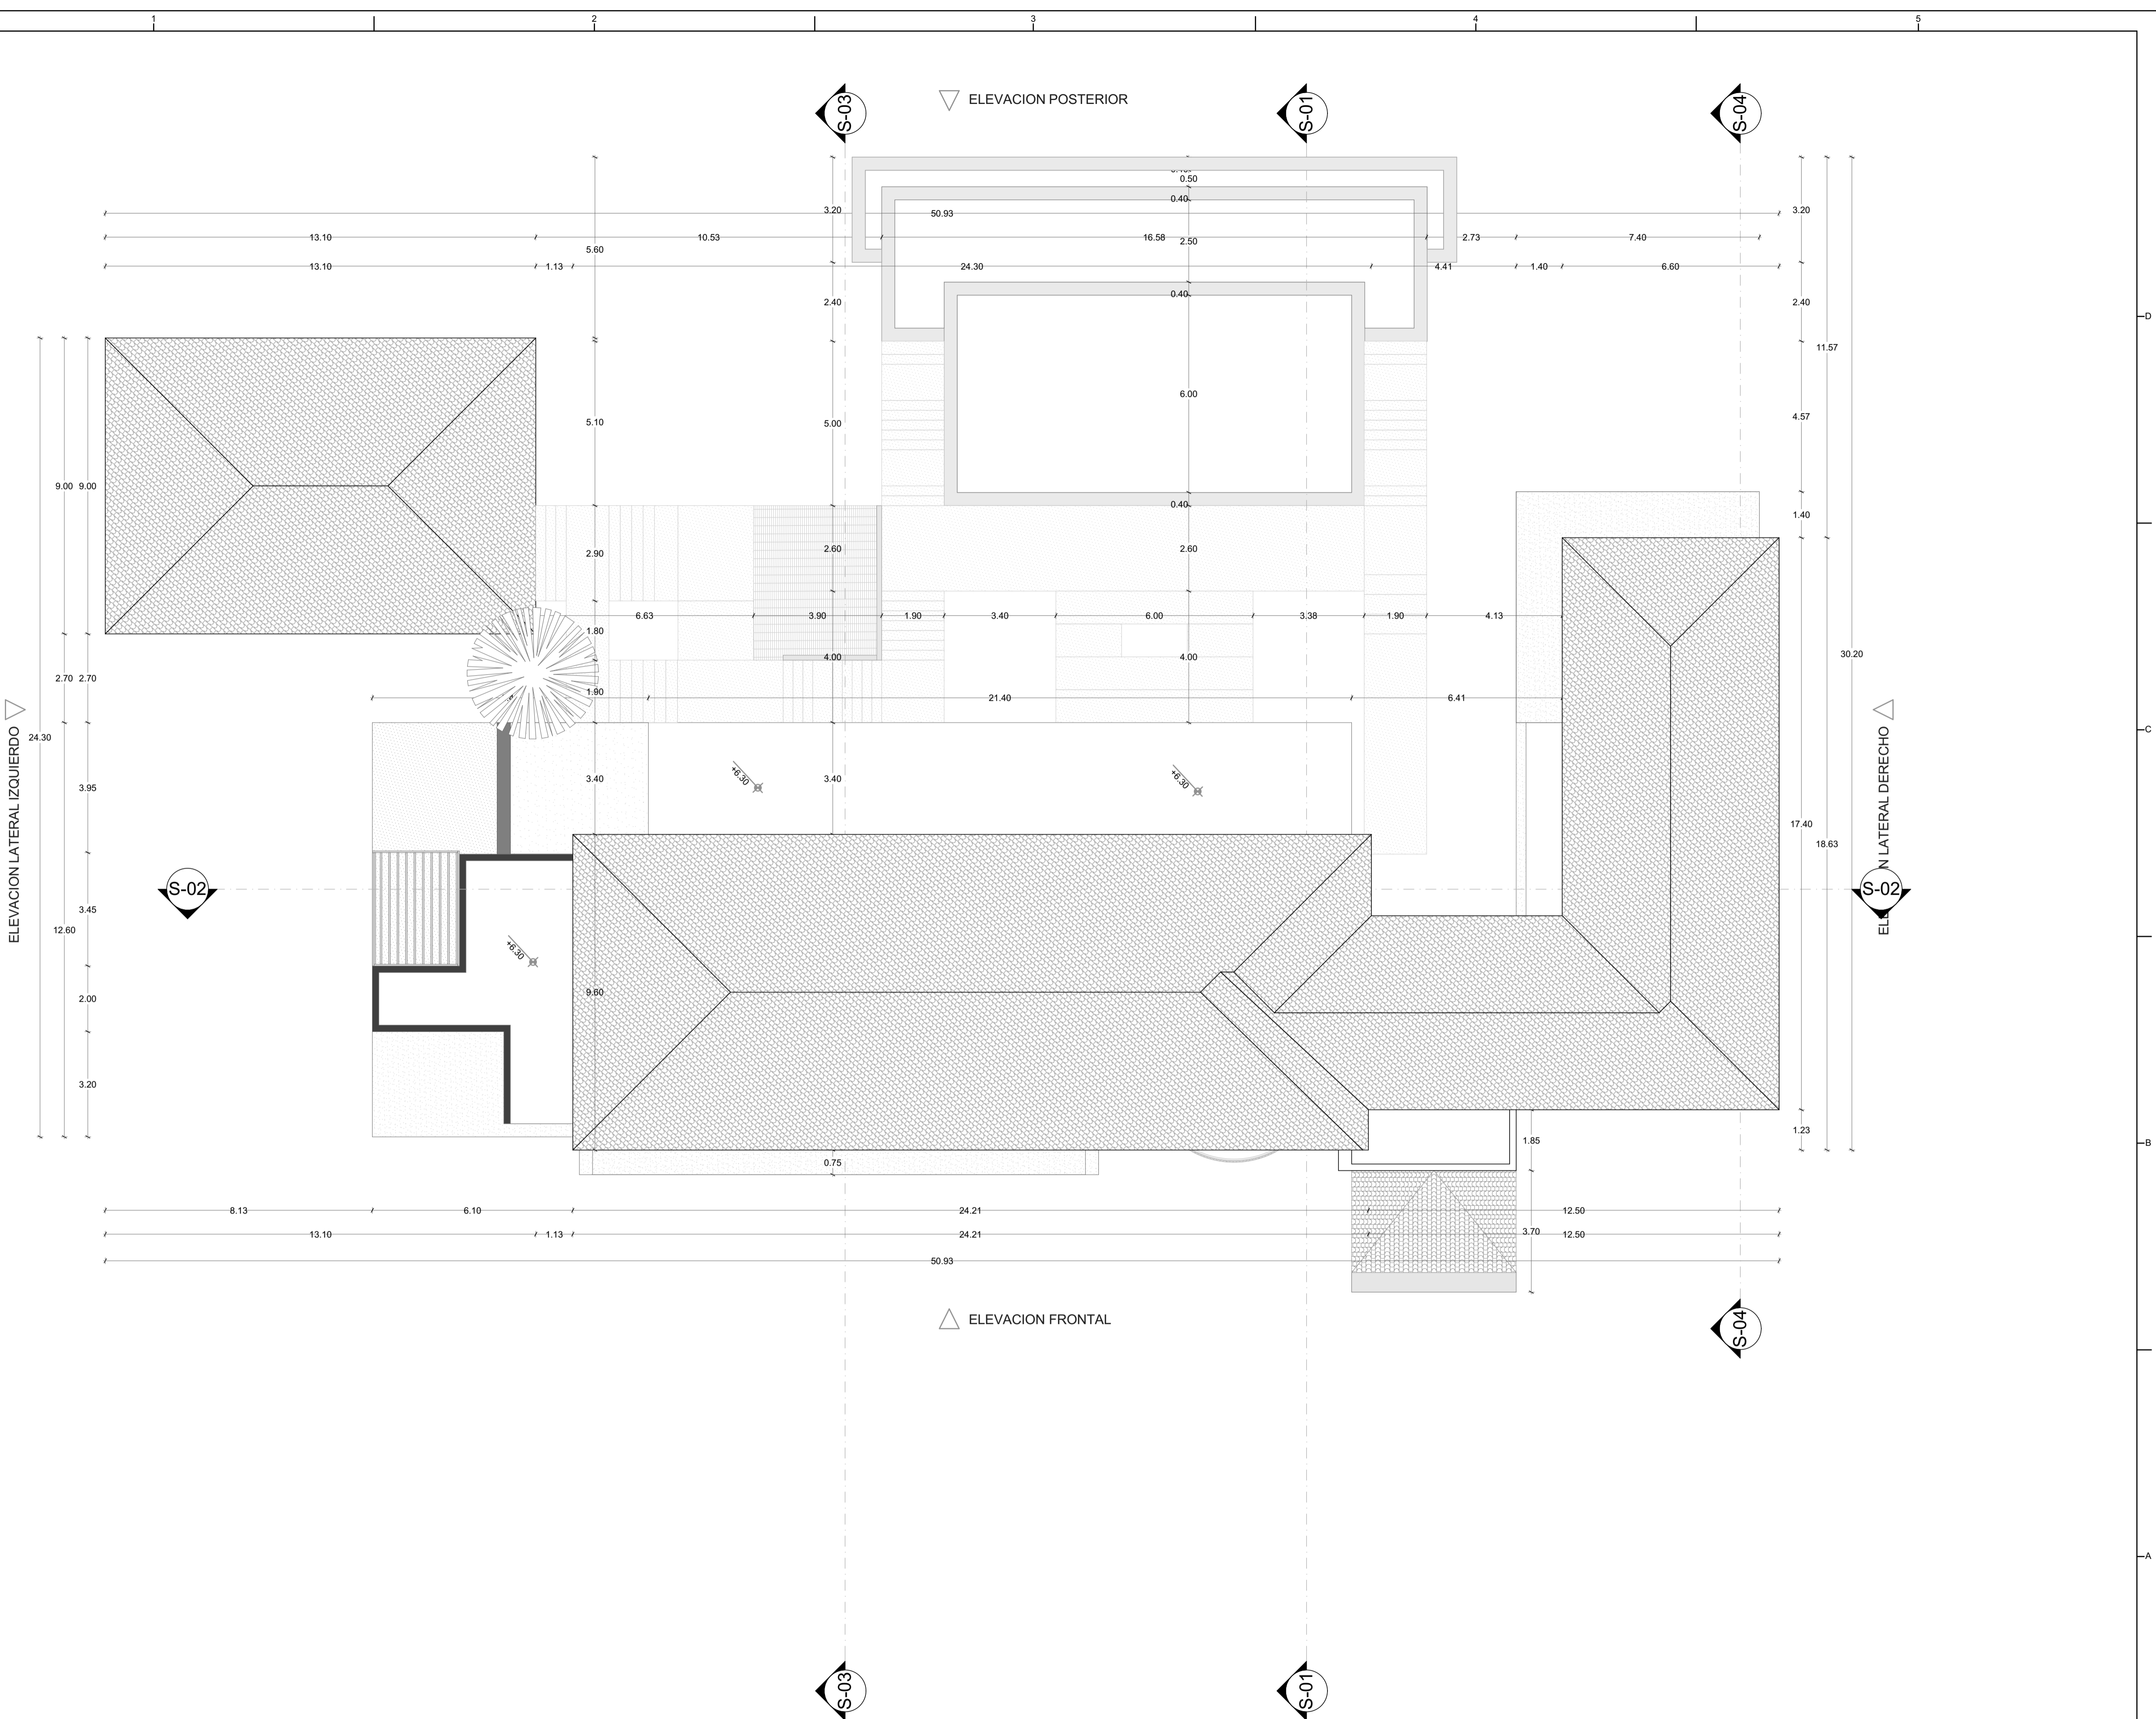 1 2 3 4 5
S-03 S-01 S-04
ELEVACION POSTERIOR
0.50
0.40
3.20 50.93 3.20
13.10 10.53 16.58 2.73 7.40
5.60 2.50
13.10 1.13 24.30 4.41 1.40 6.60
2.40 0.40 2.40
D
11.57
6.00
4.57
5.10 5.00
9.00 9.00
0.40
1.40
2.90 2.60 2.60
6.63 3.90 1.90 3.40 6.00 3.38 1.90 4.13
1.80
4.00 4.00
30.20
2.70 2.70
1.90 21.40 6.41
C
24.30
ELEVACION LATERAL IZQUIERDO
3.40 3.40
+6.30 +6.30
3.95
17.40
18.63
N LATERAL DERECHO
S-02 S-02
3.45
12.60
+6.30
9.60
2.00
3.20
1.23
1.85
B
0.75
8.13 6.10 24.21 12.50
3.70
13.10 1.13 24.21 12.50
50.93
ELEVACION FRONTAL
S-04
A
S-03 S-01